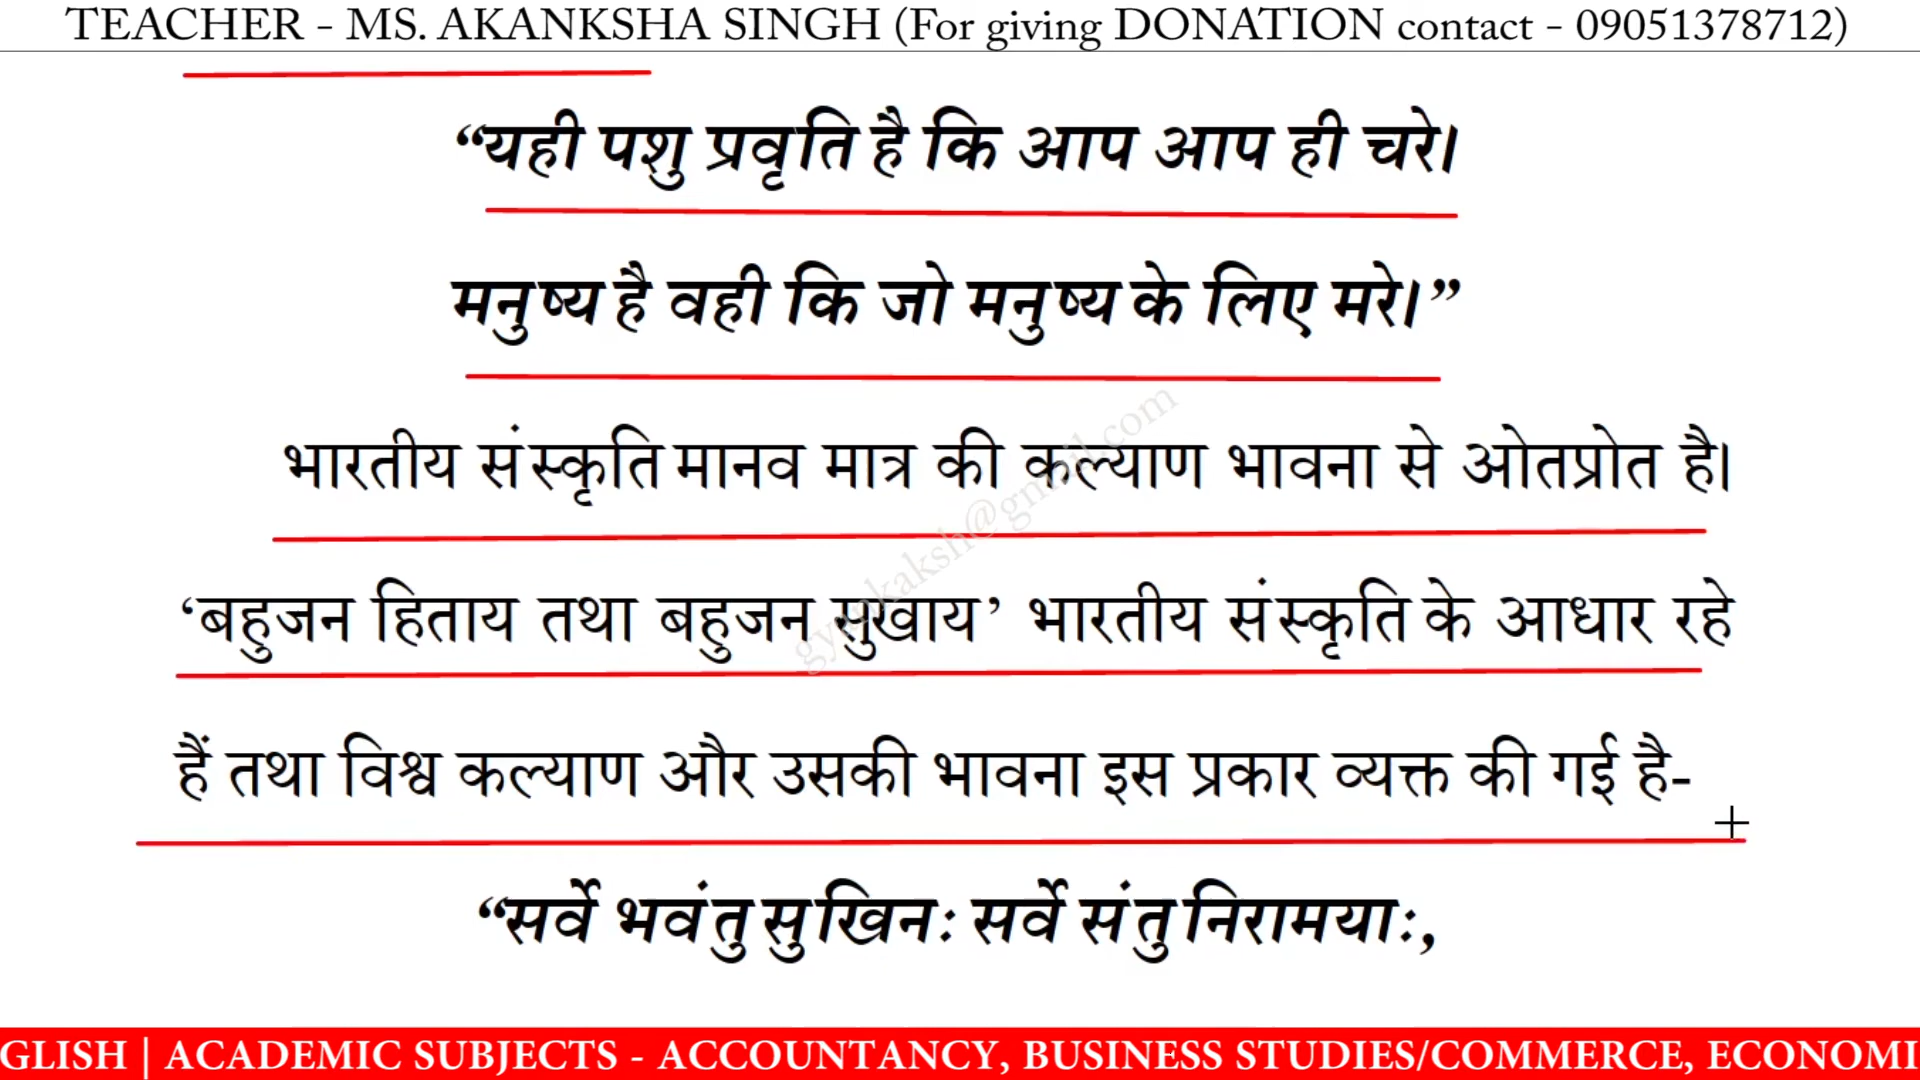 TEACHER - MS. AKANKSHA SINGH (For giving DONATION contact - 09051378712)
“यही पशु प्रवृति है कि आप आप ही चरे।
मनुष्य है वही कि जो मनुष्य के लिए मरे।”
भारतीय संस्कृति मानव मात्र की कल्याण भावना से ओतप्रोत है।
‘बहुजन हिताय तथा बहुजन सुखाय’ भारतीय संस्कृति के आधार रहे
हैं तथा विश्व कल्याण और उसकी भावना इस प्रकार व्यक्त की गई है-
“सर्वे भवंतु सुखिनः सर्वे संतु निरामयाः,
GLISH | ACADEMIC SUBJECTS - ACCOUNTANCY, BUSINESS STUDIES/COMMERCE, ECONOMI